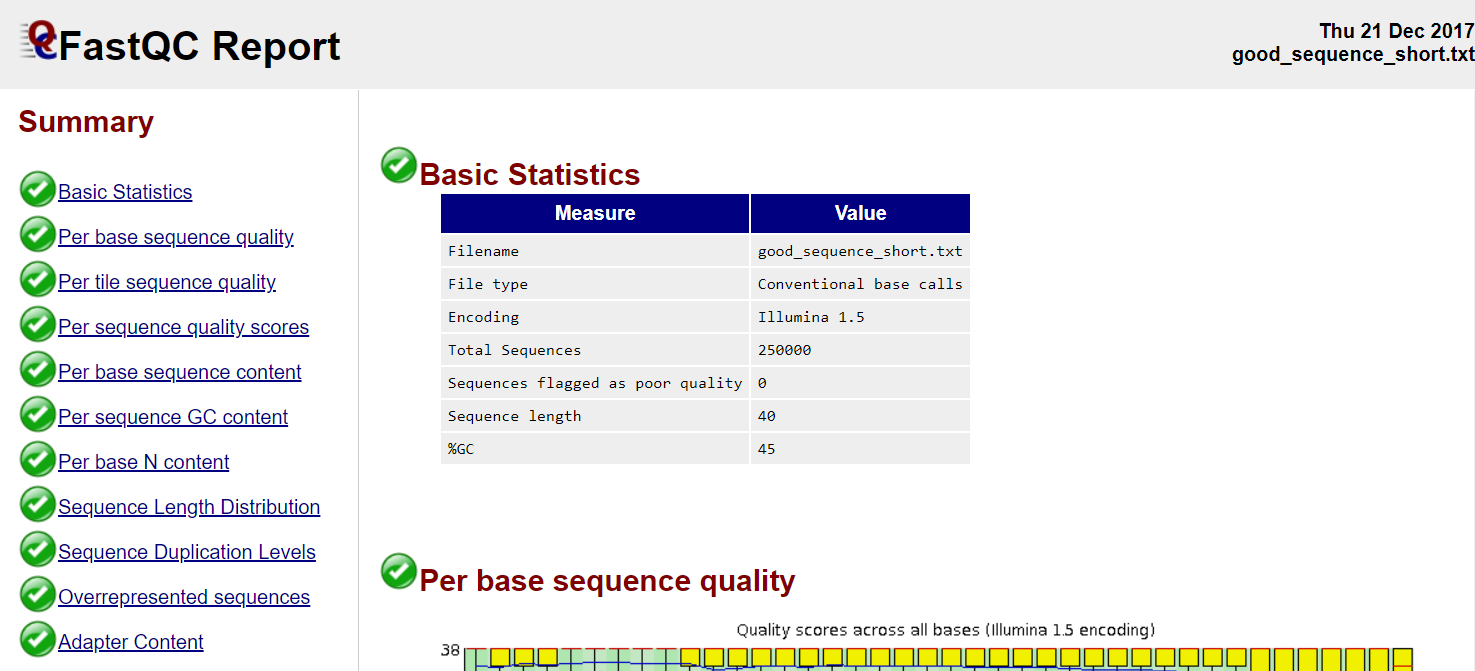 FastQC Report
Thu 21 Dec 2017
good_sequence_short.txt
Summary
Basic Statistics
Per base sequence quality
Per tile sequence quality
Per sequence quality scores
Per base sequence content
Per sequence GC content
Per base N content
Sequence Length Distribution
Sequence Duplication Levels
Overrepresented sequences
Adapter Content
Basic Statistics
Measure Value
Filename good_sequence_short.txt
File type Conventional base calls
Encoding Illumina 1.5
Total Sequences 250000
Sequences flagged as poor quality 0
Sequence length 40
%GC 45
Per base sequence quality
Quality scores across all bases (Illumina 1.5 encoding)
38